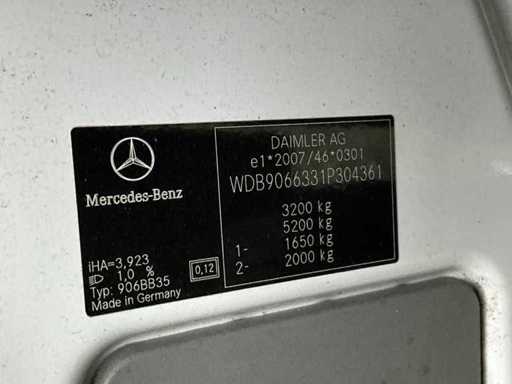 Mercedes-Benz
iHA=3,923
1,0 %
Typ: 906BB35
Made in Germany
0,12
DAIMLER AG
e1*2007/46*0301
WDB9066331P304361
3200 kg
5200 kg
1- 1650 kg
2- 2000 kg